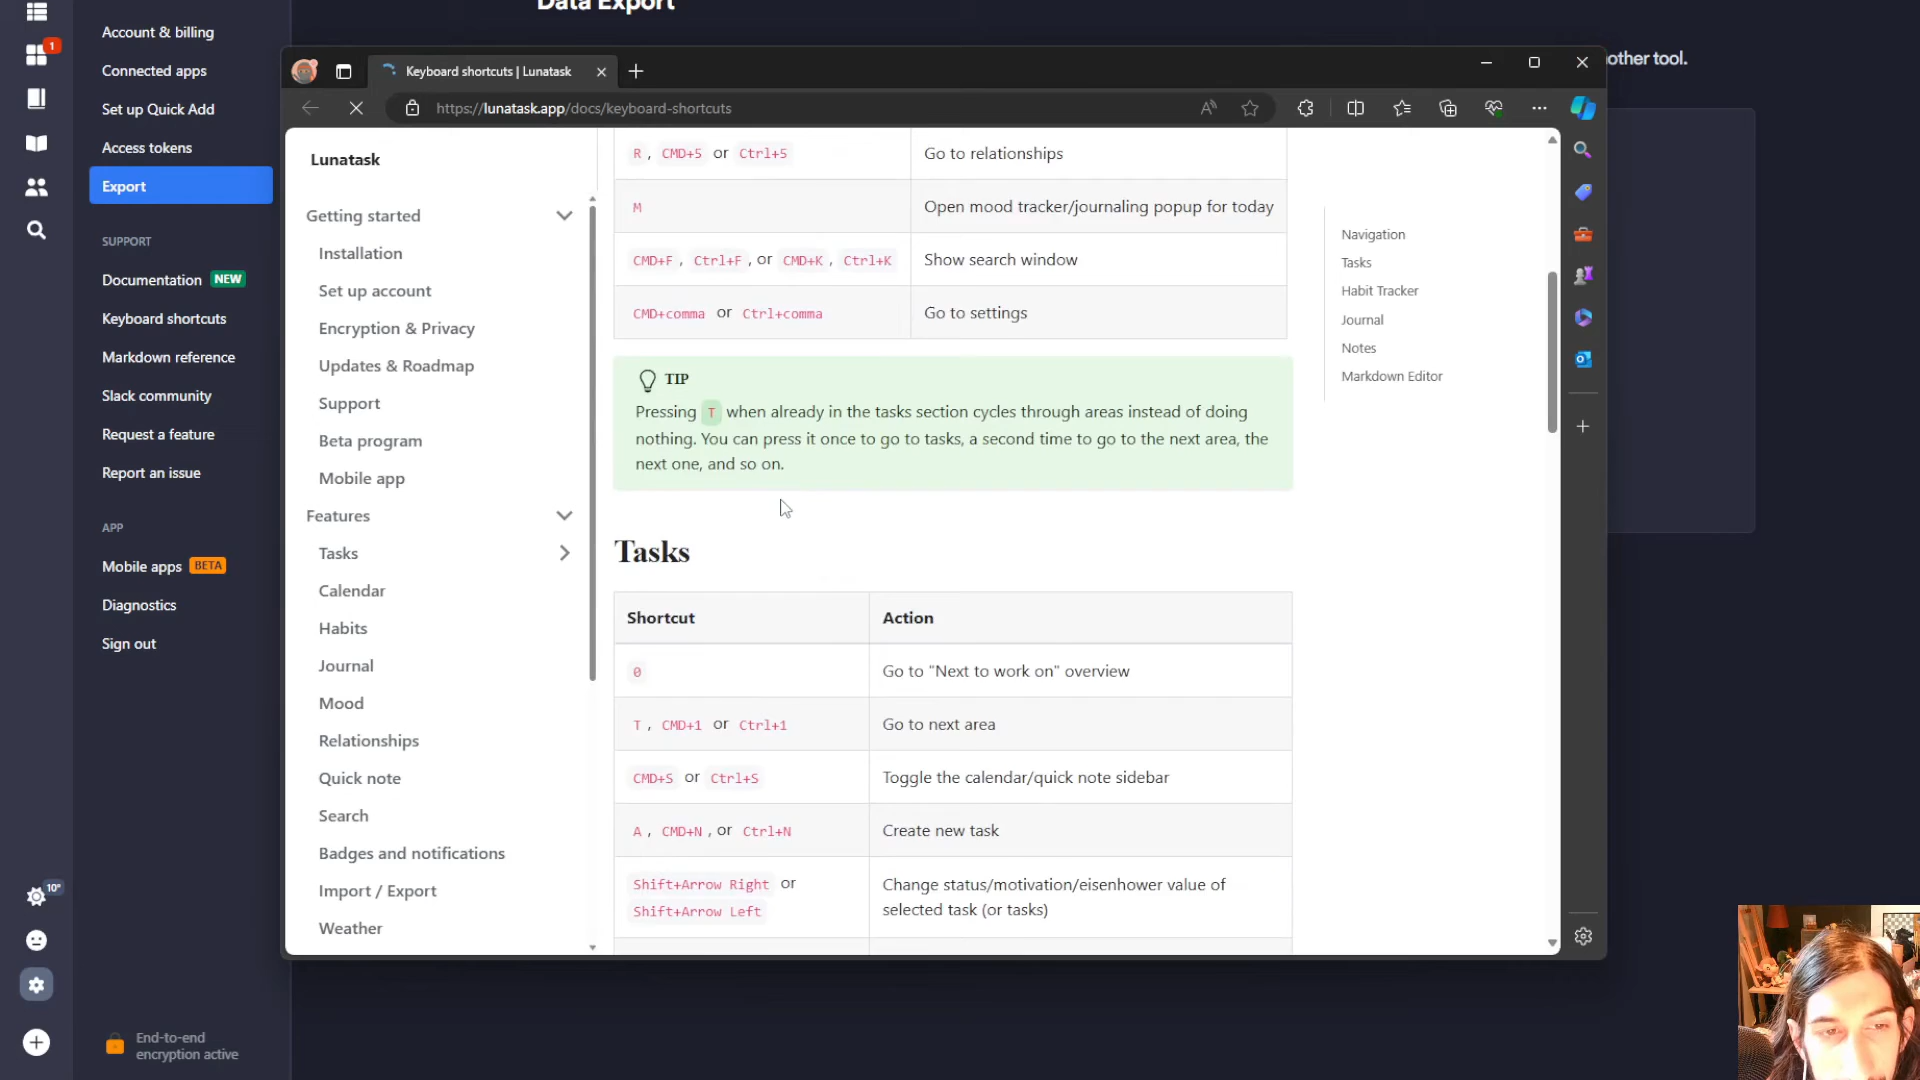 Data Export
other tool.
1
Account & billing
Connected apps
Set up Quick Add
Access tokens
Export
SUPPORT
Documentation NEW
Keyboard shortcuts
Markdown reference
Slack community
Request a feature
Report an issue
APP
Mobile apps BETA
Diagnostics
Sign out
10°
End-to-end
encryption active
Keyboard shortcuts | Lunatask
https://lunatask.app/docs/keyboard-shortcuts
Lunatask
Getting started
Installation
Set up account
Encryption & Privacy
Updates & Roadmap
Support
Beta program
Mobile app
Features
Tasks
Calendar
Habits
Journal
Mood
Relationships
Quick note
Search
Badges and notifications
Import / Export
Weather
R , CMD+5 or Ctrl+5 Go to relationships
M Open mood tracker/journaling popup for today
CMD+F , Ctrl+F , or CMD+K , Ctrl+K Show search window
CMD+comma or Ctrl+comma Go to settings
TIP
Pressing T when already in the tasks section cycles through areas instead of doing
nothing. You can press it once to go to tasks, a second time to go to the next area, the
next one, and so on.
Tasks
Shortcut Action
0 Go to "Next to work on" overview
T , CMD+1 or Ctrl+1 Go to next area
CMD+S or Ctrl+S Toggle the calendar/quick note sidebar
A , CMD+N , or Ctrl+N Create new task
Shift+Arrow Right or Change status/motivation/eisenhower value of
Shift+Arrow Left selected task (or tasks)
Navigation
Tasks
Habit Tracker
Journal
Notes
Markdown Editor